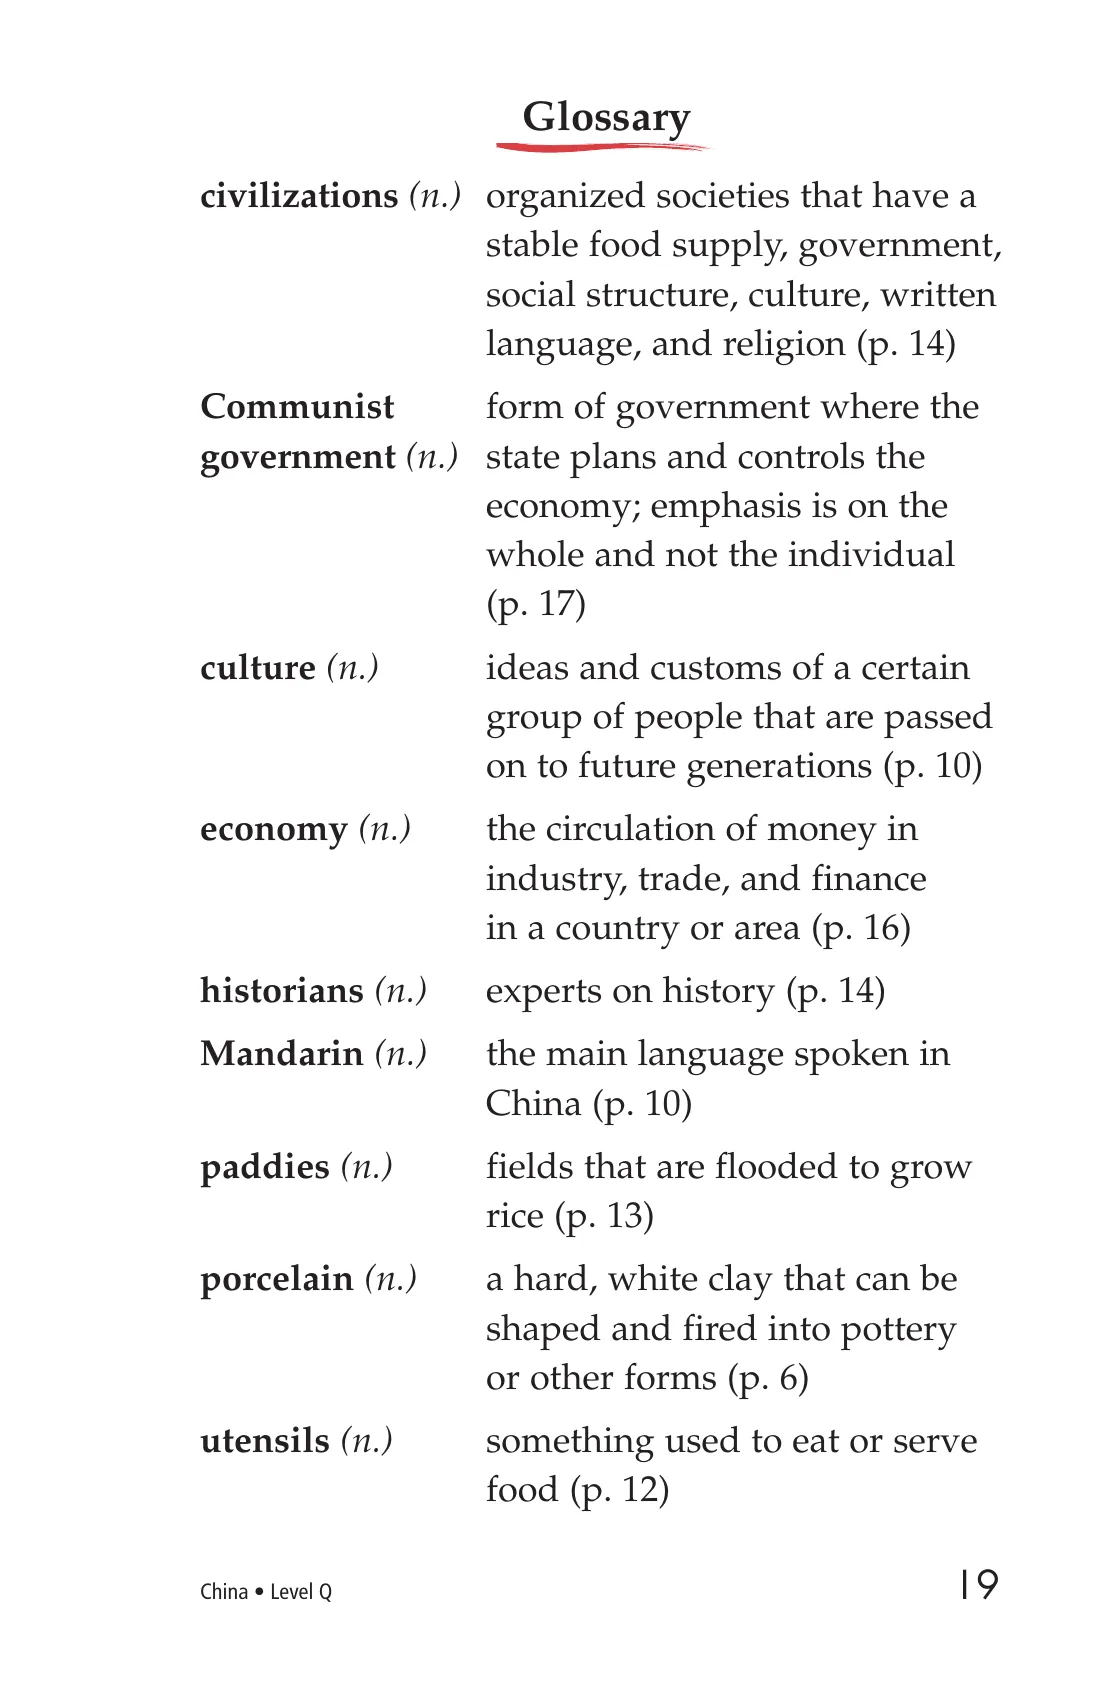 Glossary
civilizations (n.) organized societies that have a
stable food supply, government,
social structure, culture, written
language, and religion (p. 14)
Communist form of government where the
government (n.) state plans and controls the
economy; emphasis is on the
whole and not the individual
(p. 17)
culture (n.) ideas and customs of a certain
group of people that are passed
on to future generations (p. 10)
economy (n.) the circulation of money in
industry, trade, and finance
in a country or area (p. 16)
historians (n.) experts on history (p. 14)
Mandarin (n.) the main language spoken in
China (p. 10)
paddies (n.) fields that are flooded to grow
rice (p. 13)
porcelain (n.) a hard, white clay that can be
shaped and fired into pottery
or other forms (p. 6)
utensils (n.) something used to eat or serve
food (p. 12)
China • Level Q 19